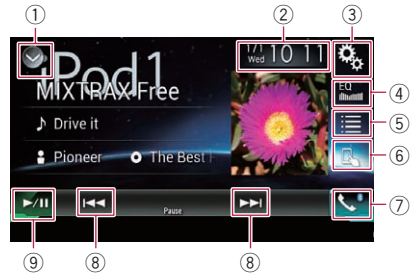 ① ② ③
iPod1
1/1 Wed 10 11
MIXTRAX Free
EQ
④
Drive it
⑤
Pioneer The Best
⑥
Pause
⑦
⑨ ⑧ ⑧